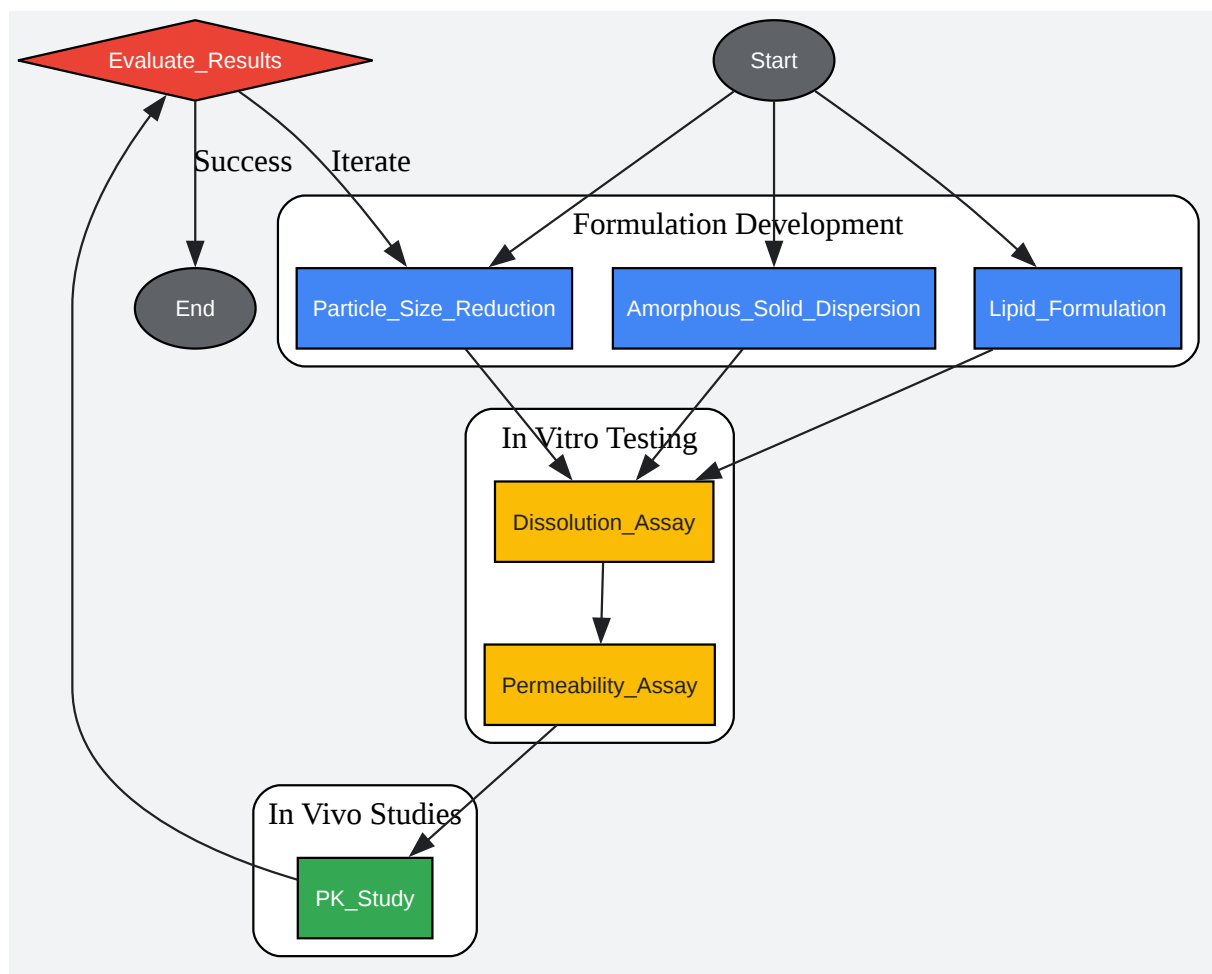 Evaluate_Results
Start
Success
Iterate
Formulation Development
End
Particle_Size_Reduction
Amorphous_Solid_Dispersion
Lipid_Formulation
In Vitro Testing
Dissolution_Assay
Permeability_Assay
In Vivo Studies
PK_Study